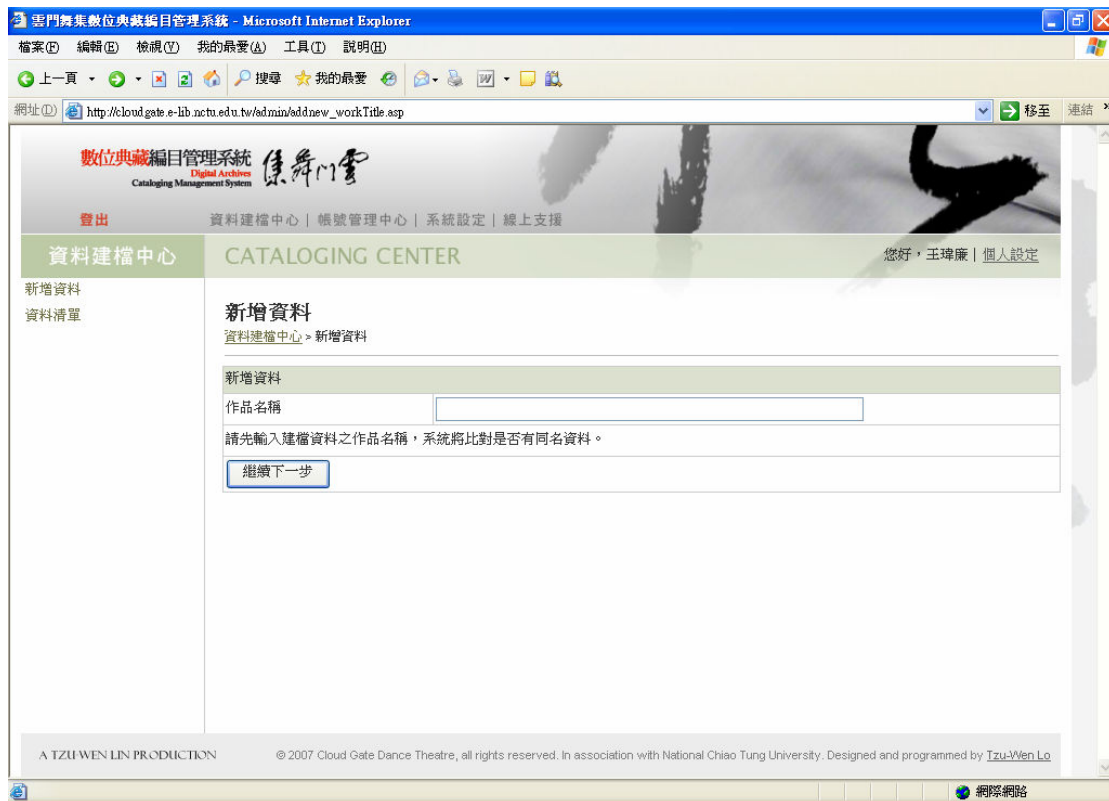 雲門舞集數位典藏編目管理系統 - Microsoft Internet Explorer
檔案(F) 編輯(E) 檢視(V) 我的最愛(A) 工具(T) 說明(H)
上一頁 搜尋 我的最愛
網址(D) http://cloudgate.e-lib.nctu.edu.tw/admin/addnew_workTitle.asp 移至 連結 »
數位典藏編目管理系統
Digital Archives
Cataloging Management System
集舞門雲
登出 資料建檔中心 | 帳號管理中心 | 系統設定 | 線上支援
資料建檔中心 CATALOGING CENTER 您好,王瑋廉 | 個人設定
新增資料
資料清單
新增資料
資料建檔中心 » 新增資料
新增資料
作品名稱
請先輸入建檔資料之作品名稱,系統將比對是否有同名資料。
繼續下一步
A TZU-WEN LIN PRODUCTION © 2007 Cloud Gate Dance Theatre, all rights reserved. In association with National Chiao Tung University. Designed and programmed by Tzu-Wen Lo
網際網路